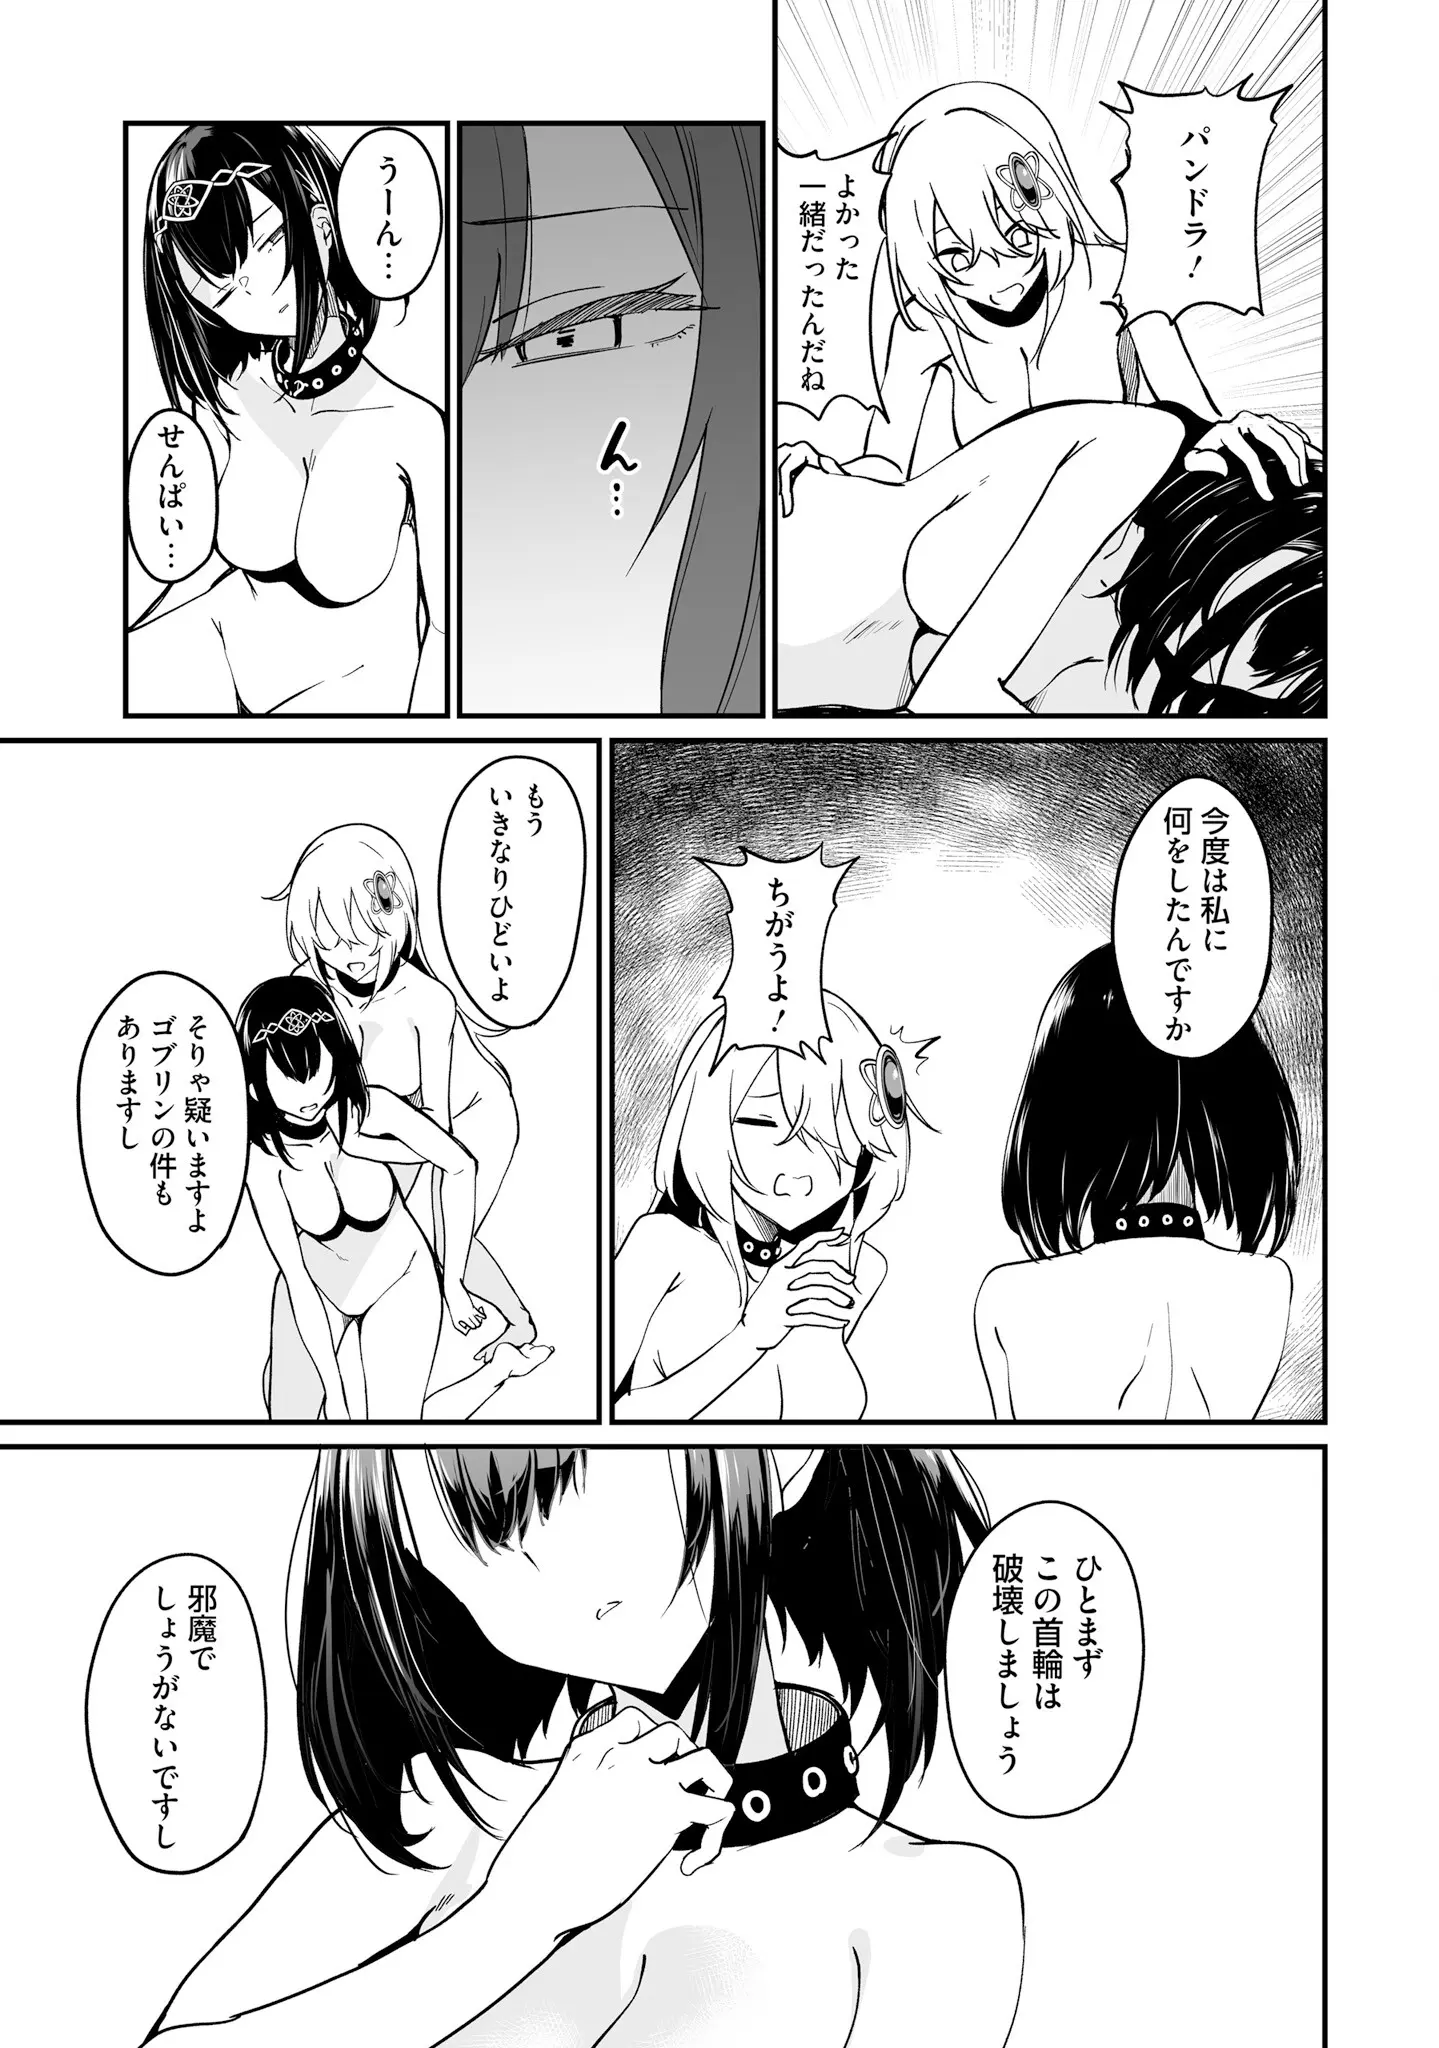 パンドラ!
よかった
一緒だったんだね
ん…
うーん…
せんぱい…
今度は私に
何をしたんですか
ちがうよ!
もう
いきなりひどいよ
そりゃ疑いますよ
ゴブリンの件も
ありますし
ひとまず
この首輪は
破壊しましょう
邪魔で
しょうがないですし